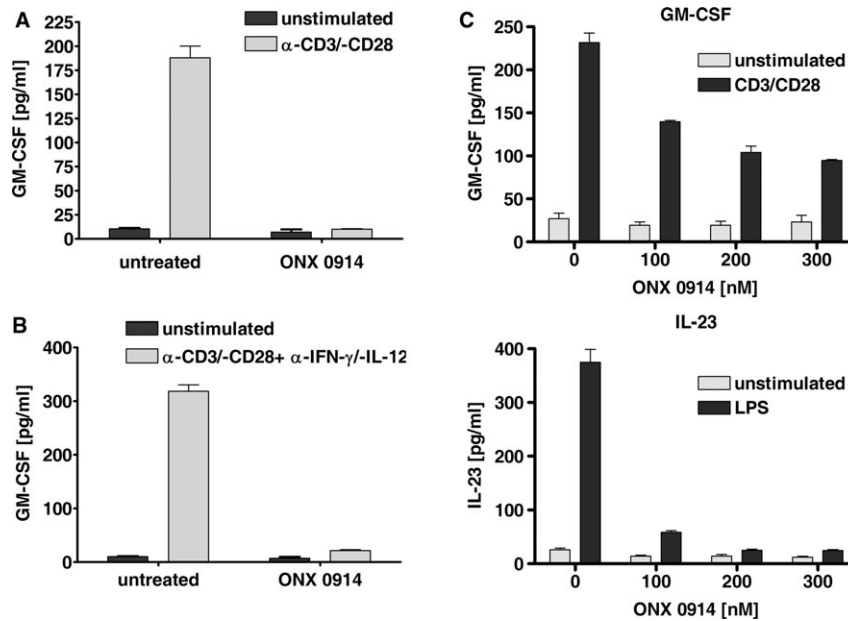 A
unstimulated
α-CD3/-CD28
GM-CSF [pg/ml]
225
200
175
150
125
100
75
50
25
0
untreated
ONX 0914
B
unstimulated
α-CD3/-CD28+ α-IFN-γ/-IL-12
GM-CSF [pg/ml]
400
300
200
100
0
untreated
ONX 0914
C
GM-CSF
unstimulated
CD3/CD28
GM-CSF [pg/ml]
250
200
150
100
50
0
0
100
200
300
ONX 0914 [nM]
IL-23
unstimulated
LPS
IL-23 [pg/ml]
400
300
200
100
0
0
100
200
300
ONX 0914 [nM]